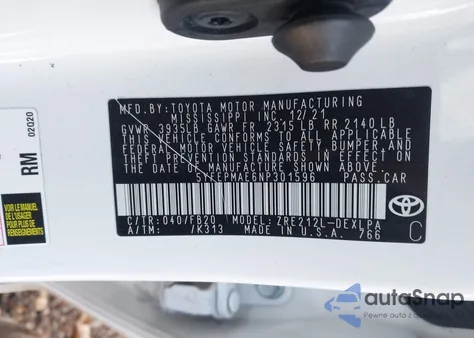 MFD.BY:TOYOTA MOTOR MANUFACTURING
MISSISSIPPI INC. 12/21
GVWR 3935LB GAWR FR 2315 LB RR 2140 LB
THIS VEHICLE CONFORMS TO ALL APPLICABLE
FEDERAL MOTOR VEHICLE SAFETY, BUMPER, AND
THEFT PREVENTION STANDARDS IN EFFECT ON
THE DATE OF MANUFACTURE SHOWN ABOVE.
5YFEPMAE6NP301596 PASS.CAR
C/TR:040/FB20 MODEL: ZRE212L-DEXLPA
A/TM: /K313 MADE IN U.S.A. 766
TOYOTA
C
RM
02020
autoSnap